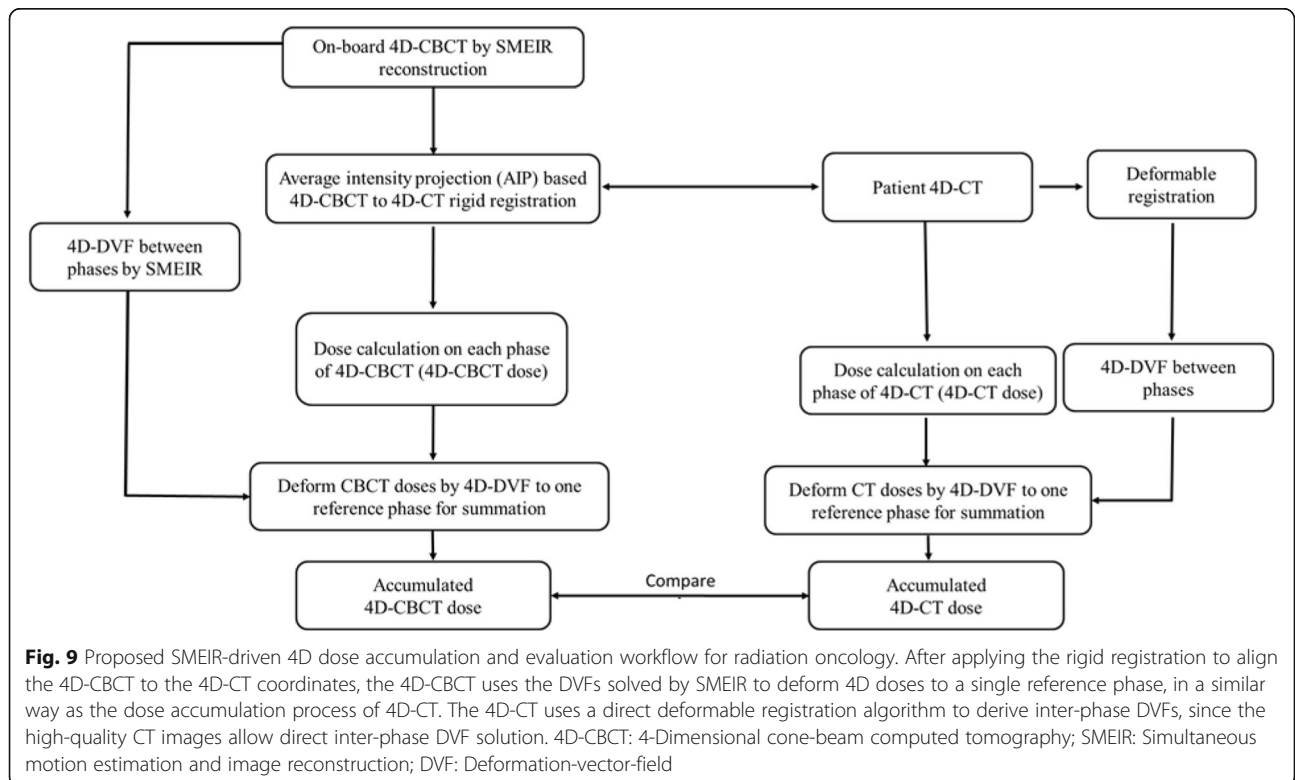 On-board 4D-CBCT by SMEIR
reconstruction
Average intensity projection (AIP) based
4D-CBCT to 4D-CT rigid registration
Patient 4D-CT
Deformable
registration
4D-DVF between
phases by SMEIR
Dose calculation on each phase
of 4D-CBCT (4D-CBCT dose)
Dose calculation on each
phase of 4D-CT (4D-CT dose)
4D-DVF between
phases
Deform CBCT doses by 4D-DVF to one
reference phase for summation
Deform CT doses by 4D-DVF to one
reference phase for summation
Accumulated
4D-CBCT dose
Compare
Accumulated
4D-CT dose
Fig. 9 Proposed SMEIR-driven 4D dose accumulation and evaluation workflow for radiation oncology. After applying the rigid registration to align
the 4D-CBCT to the 4D-CT coordinates, the 4D-CBCT uses the DVFs solved by SMEIR to deform 4D doses to a single reference phase, in a similar
way as the dose accumulation process of 4D-CT. The 4D-CT uses a direct deformable registration algorithm to derive inter-phase DVFs, since the
high-quality CT images allow direct inter-phase DVF solution. 4D-CBCT: 4-Dimensional cone-beam computed tomography; SMEIR: Simultaneous
motion estimation and image reconstruction; DVF: Deformation-vector-field